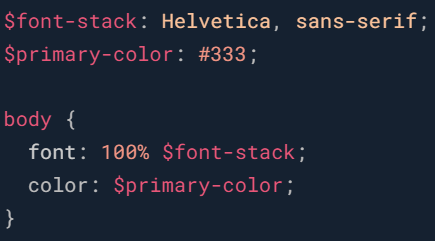 $font-stack: Helvetica, sans-serif;
$primary-color: #333;

body {
  font: 100% $font-stack;
  color: $primary-color;
}